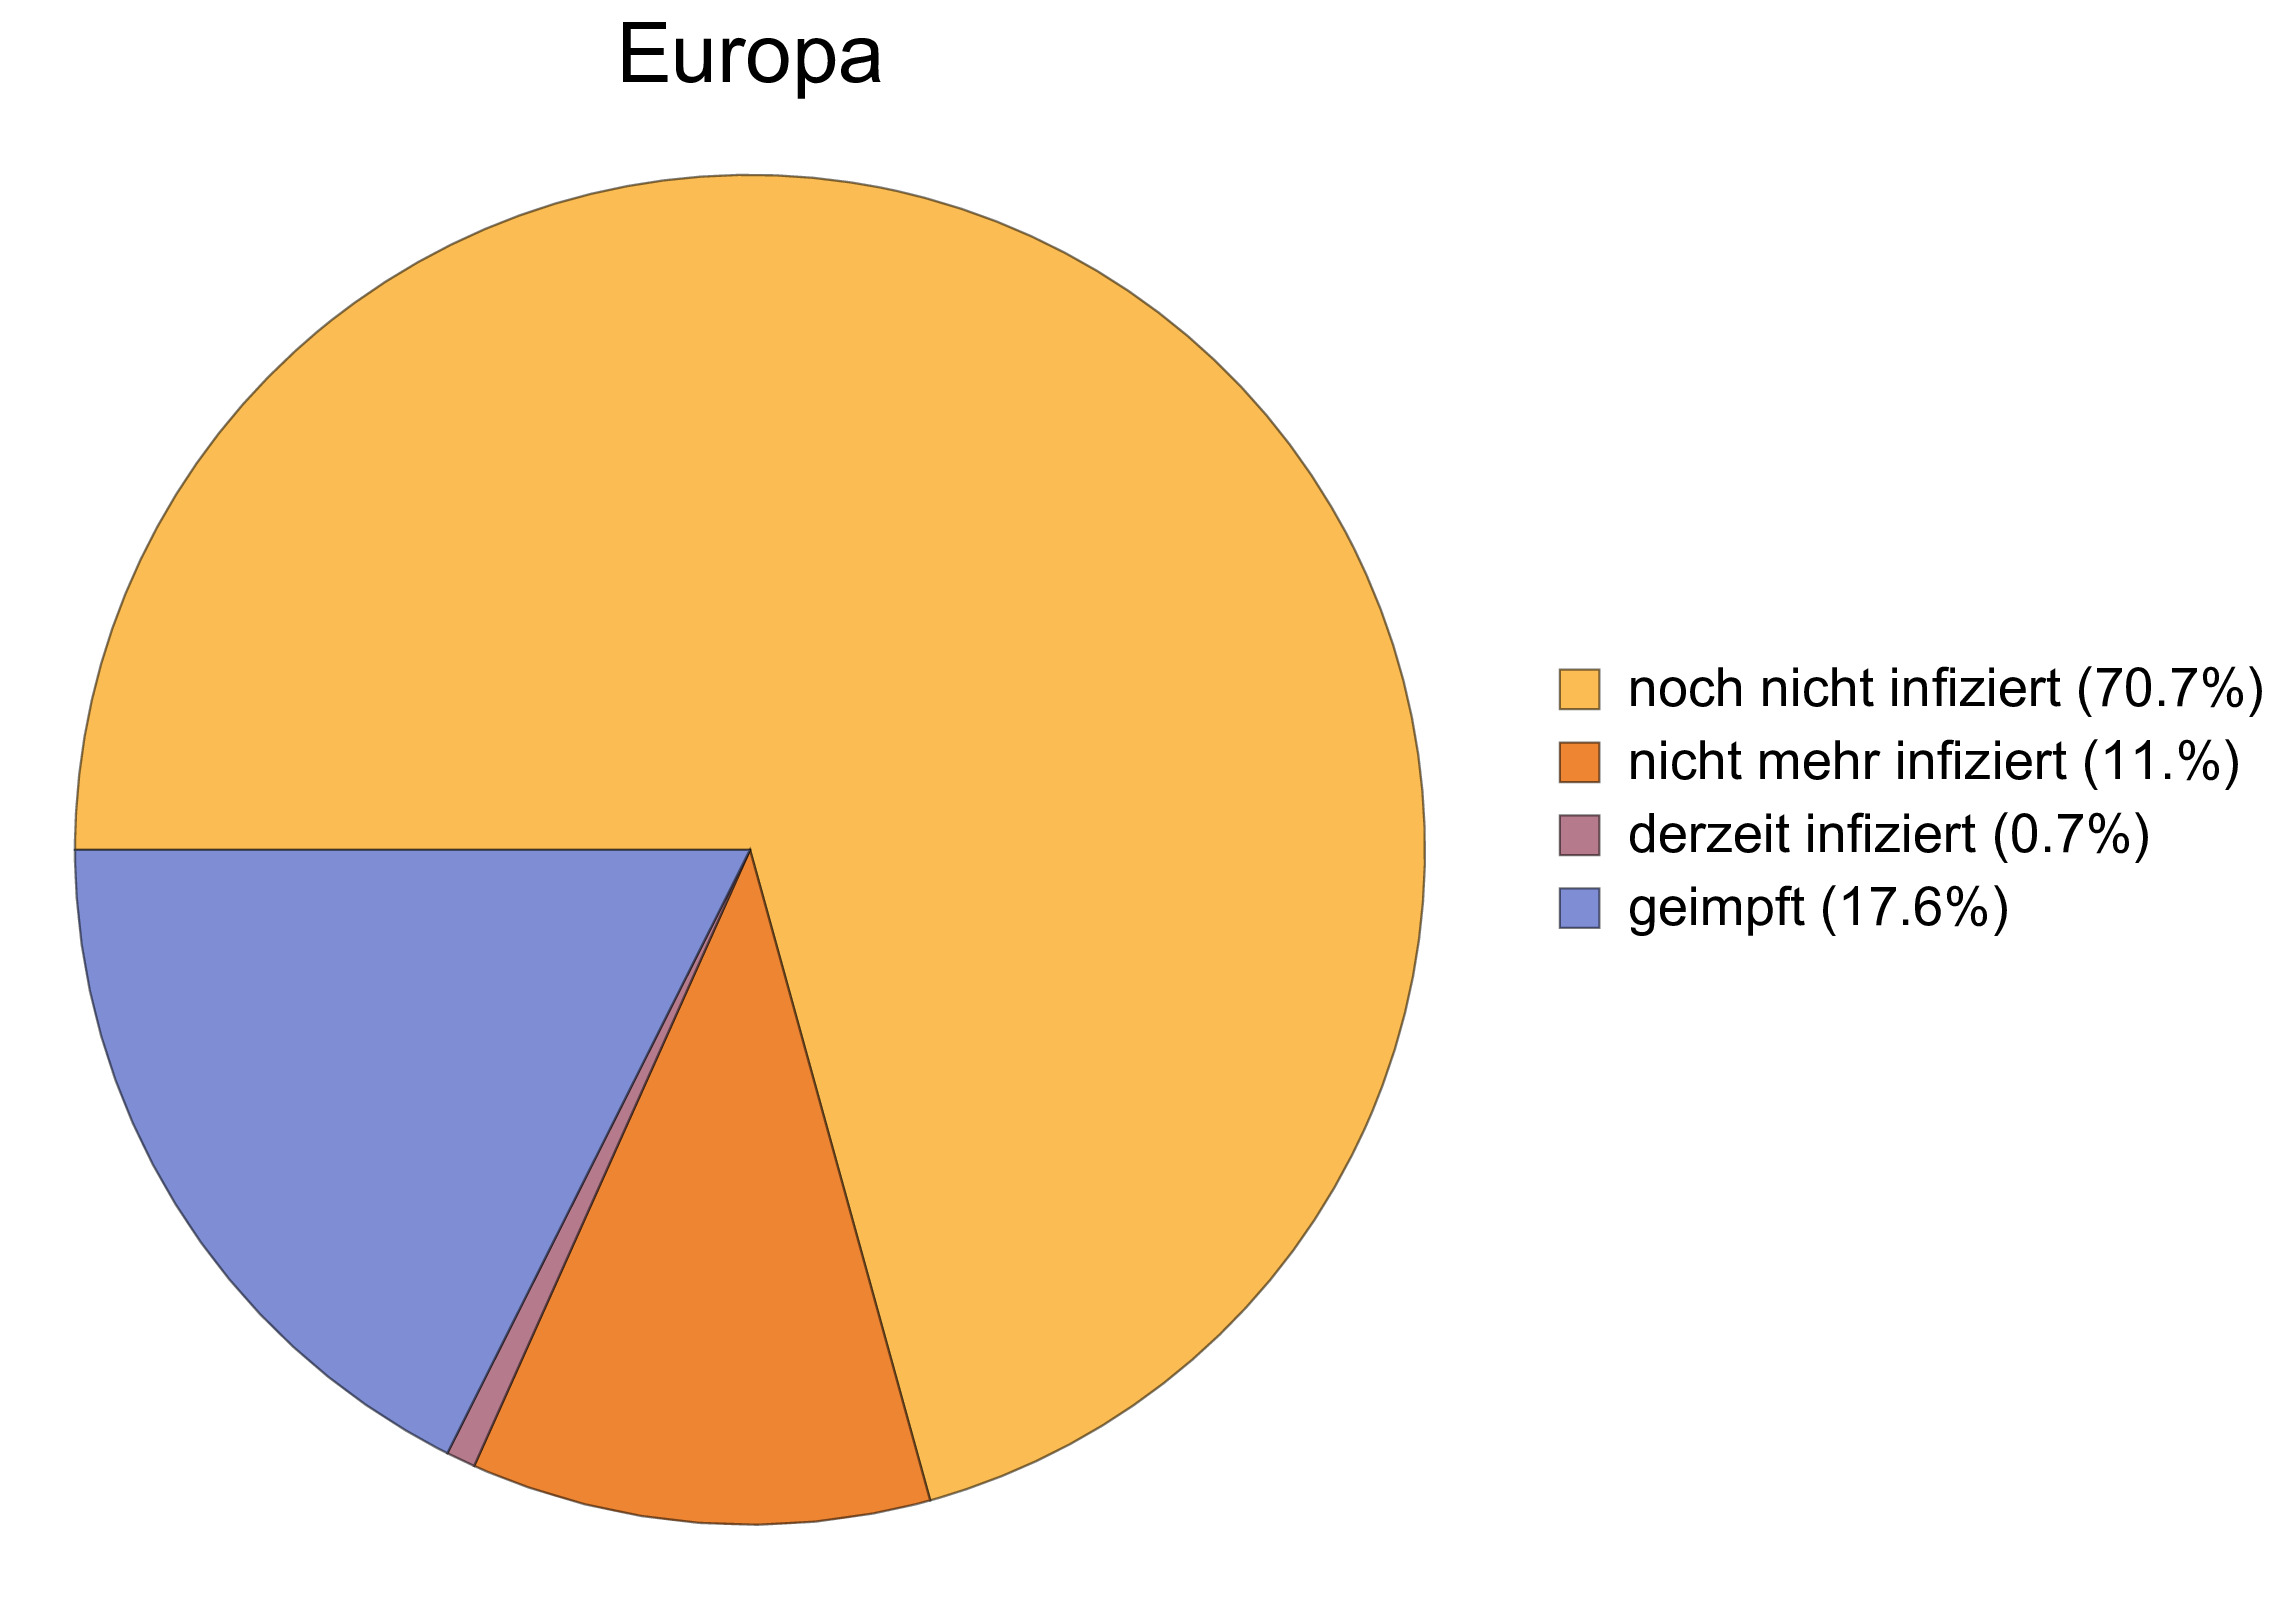 Europa
noch nicht infiziert (70.7%)
nicht mehr infiziert (11.%)
derzeit infiziert (0.7%)
geimpft (17.6%)